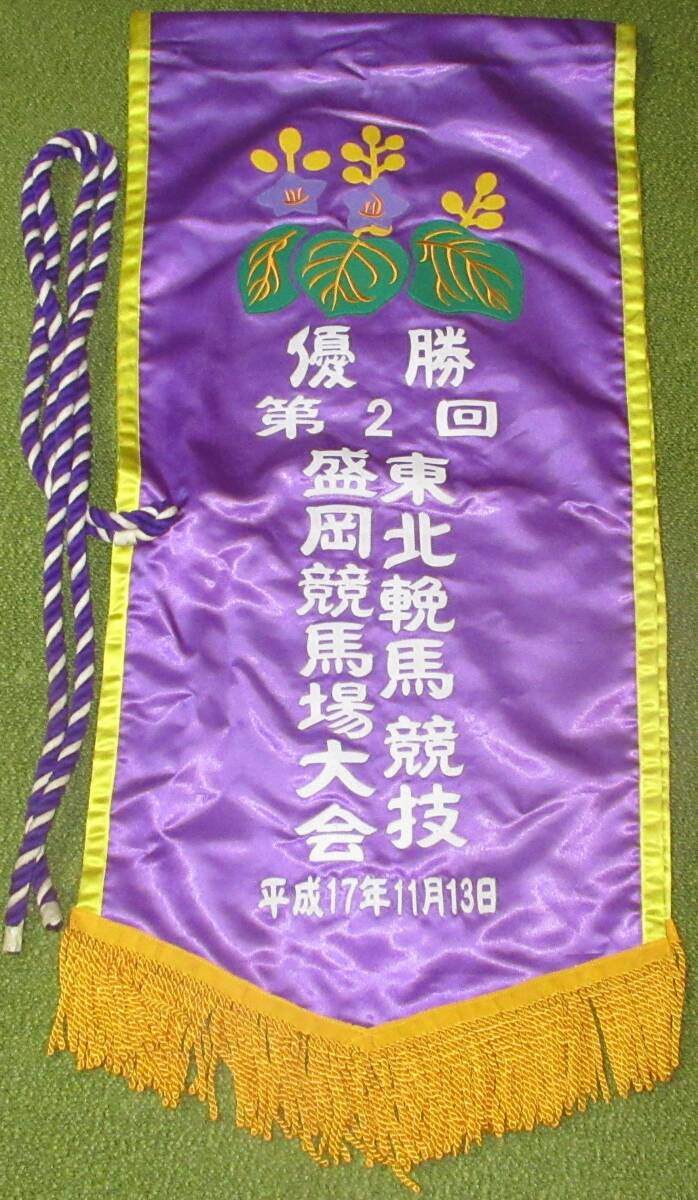 優勝
第2回
東北輓馬競技
盛岡競馬場大会
平成17年11月13日